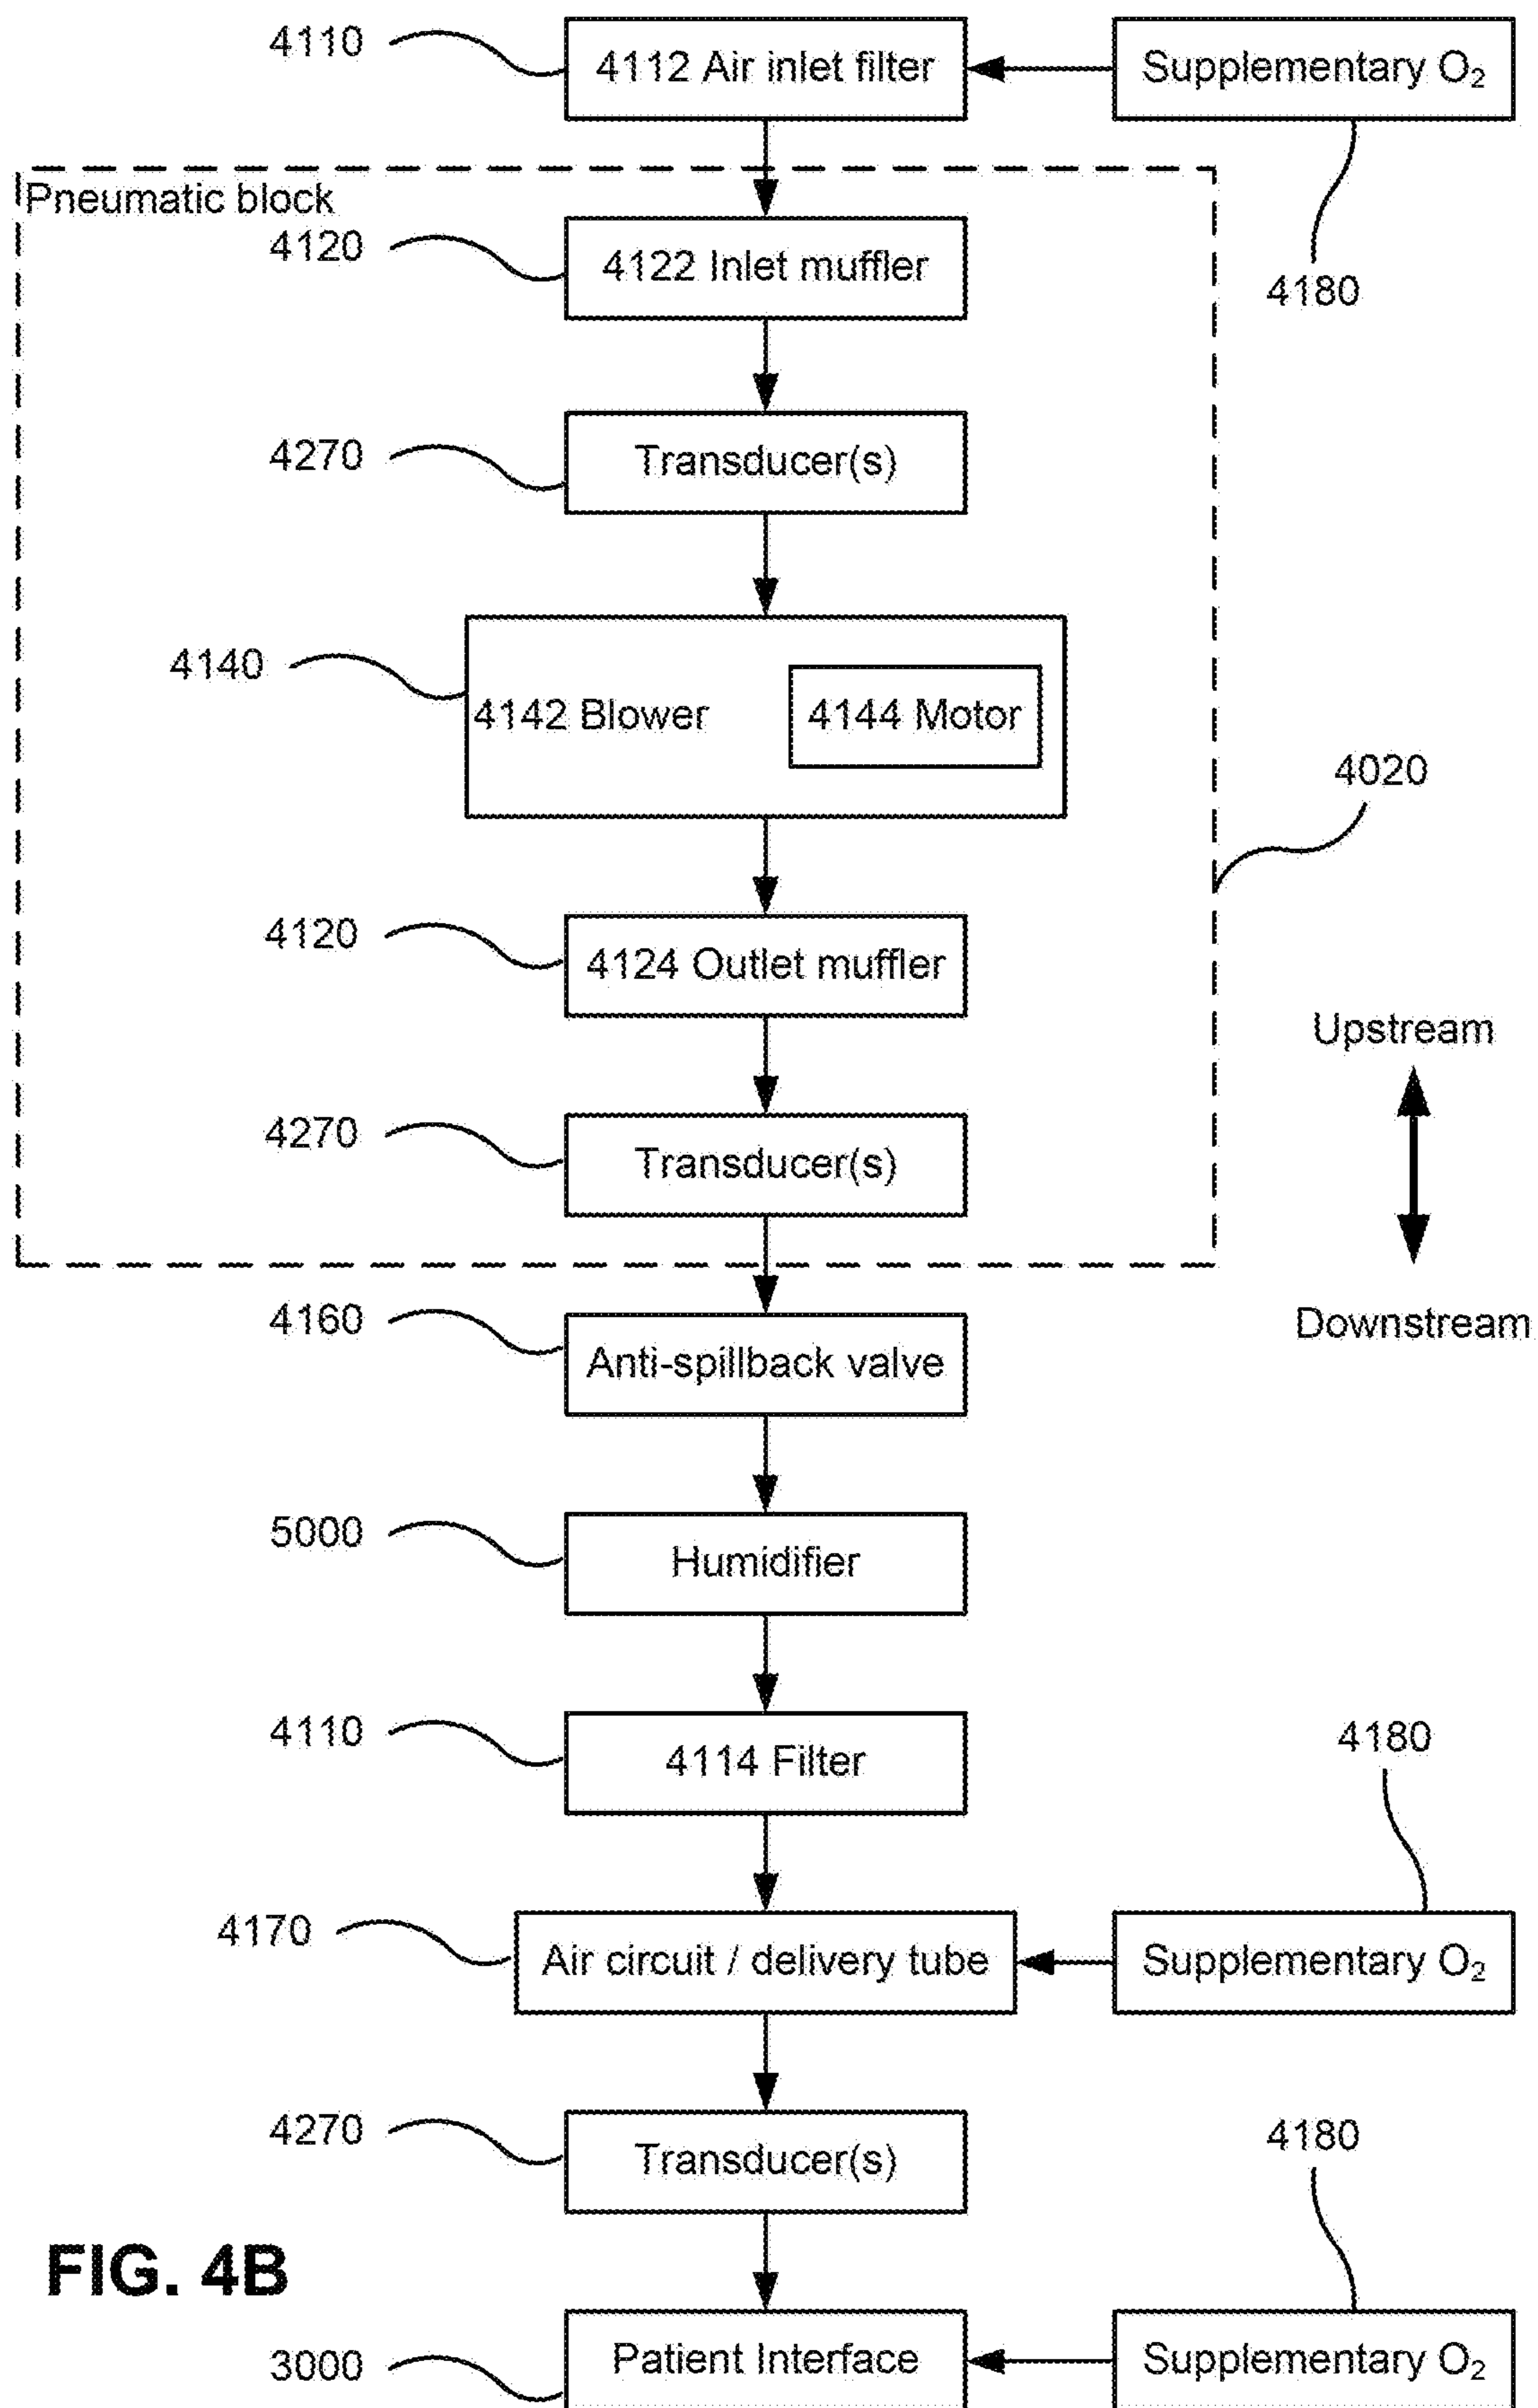 4110
4112 Air inlet filter
Supplementary O₂
Pneumatic block
4120
4122 Inlet muffler
4180
4270
Transducer(s)
4140
4142 Blower
4144 Motor
4020
4120
4124 Outlet muffler
Upstream
4270
Transducer(s)
4160
Anti-spillback valve
Downstream
5000
Humidifier
4110
4114 Filter
4180
4170
Air circuit / delivery tube
Supplementary O₂
4270
Transducer(s)
4180
FIG. 4B
3000
Patient Interface
Supplementary O₂